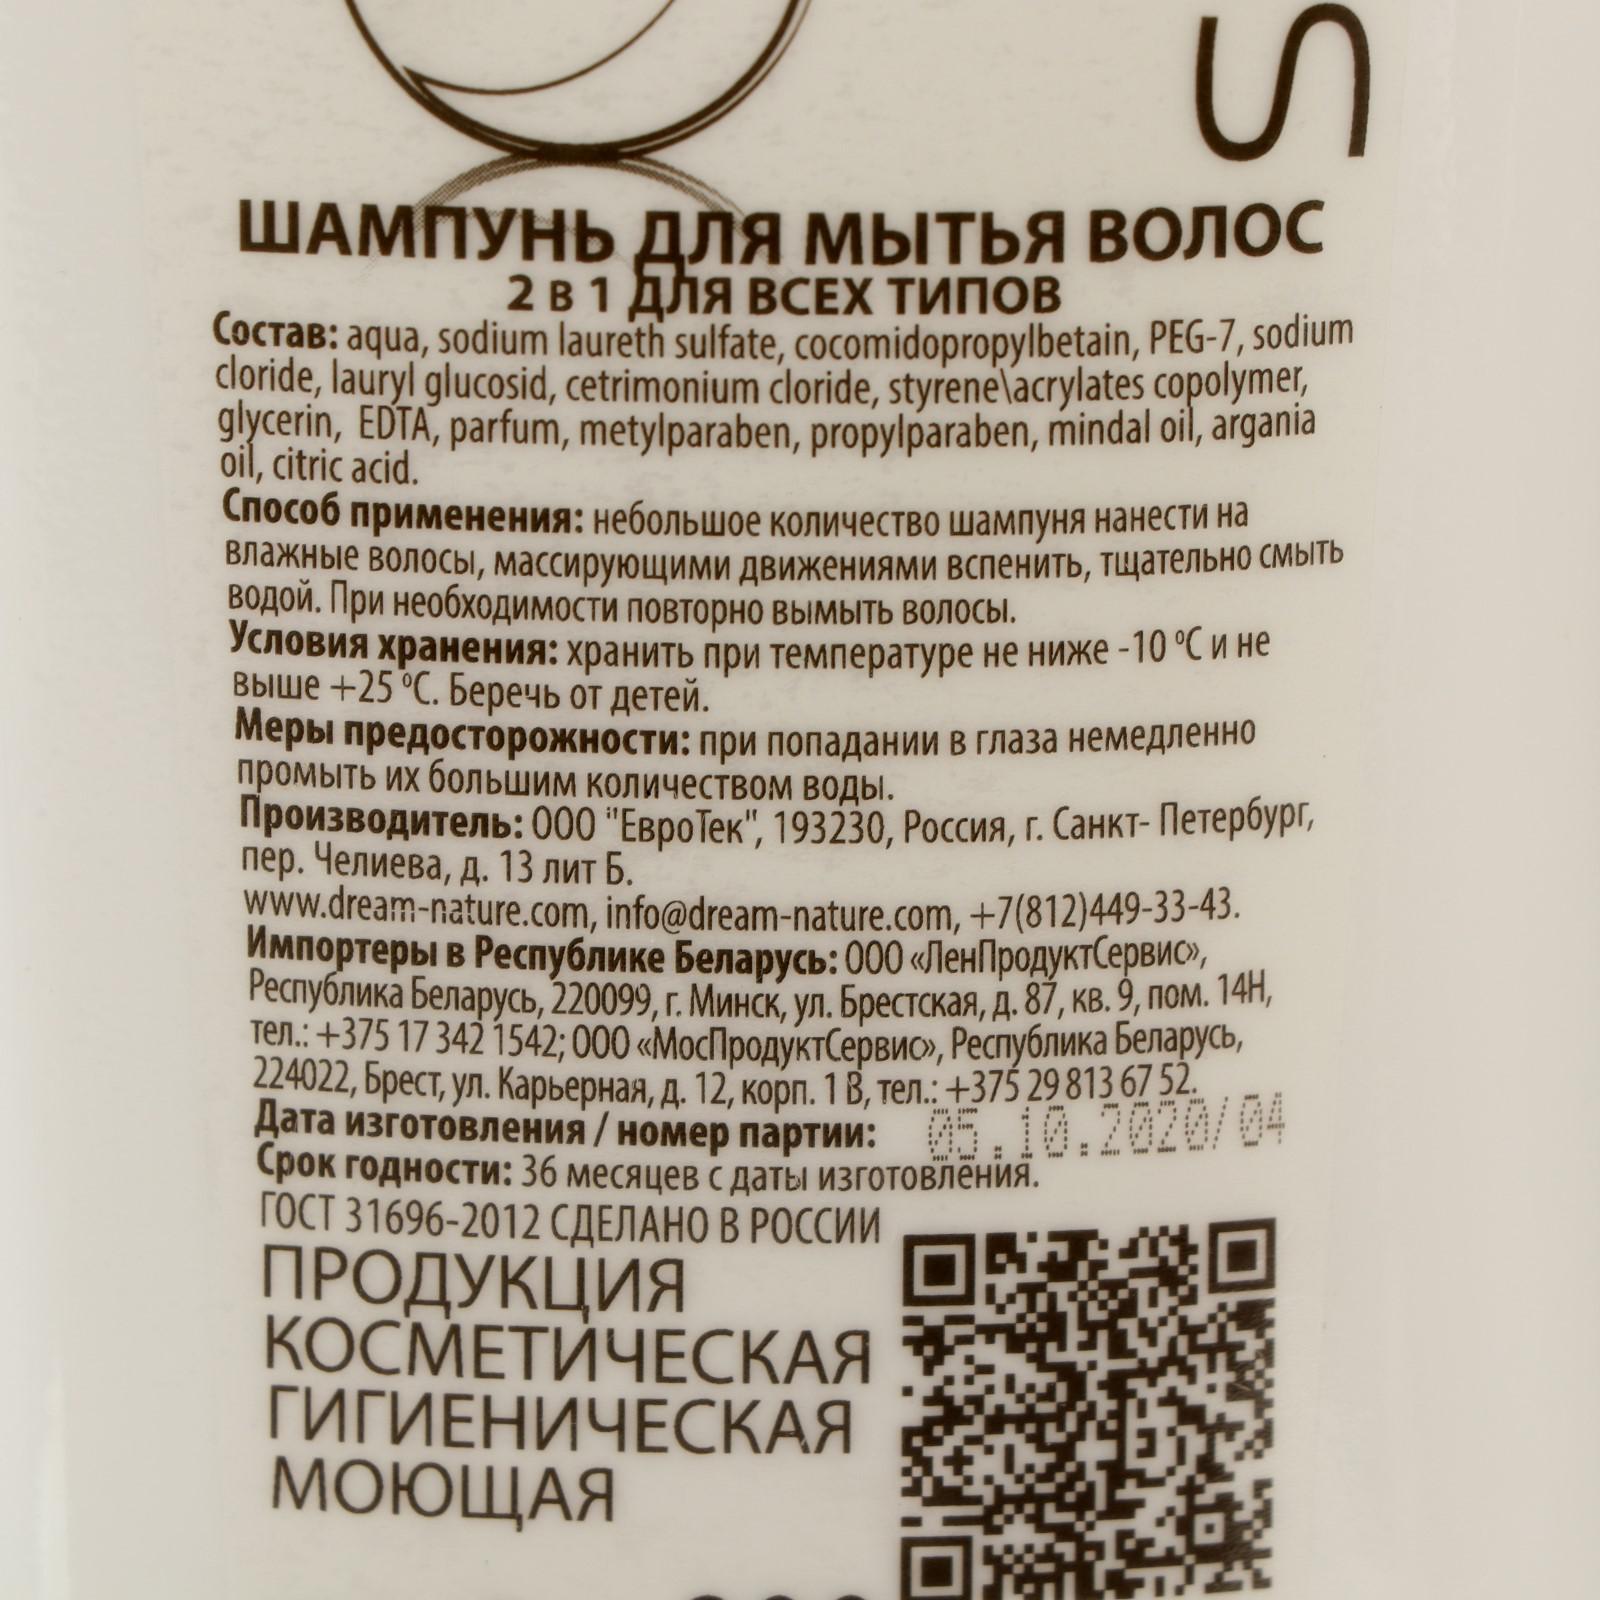 ШАМПУНЬ ДЛЯ МЫТЬЯ ВОЛОС
2 в 1 ДЛЯ ВСЕХ ТИПОВ
Состав: aqua, sodium laureth sulfate, cocomidopropylbetain, PEG-7, sodium
cloride, lauryl glucosid, cetrimonium cloride, styrene\acrylates copolymer,
glycerin, EDTA, parfum, metylparaben, propylparaben, mindal oil, argania
oil, citric acid.
Способ применения: небольшое количество шампуня нанести на
влажные волосы, массирующими движениями вспенить, тщательно смыть
водой. При необходимости повторно вымыть волосы.
Условия хранения: хранить при температуре не ниже -10 °С и не
выше +25 °С. Беречь от детей.
Меры предосторожности: при попадании в глаза немедленно
промыть их большим количеством воды.
Производитель: ООО "ЕвроТек", 193230, Россия, г. Санкт- Петербург,
пер. Челиева, д. 13 лит Б.
www.dream-nature.com, info@dream-nature.com, +7(812)449-33-43.
Импортеры в Республике Беларусь: ООО «ЛенПродуктСервис»,
Республика Беларусь, 220099, г. Минск, ул. Брестская, д. 87, кв. 9, пом. 14Н,
тел.: +375 17 342 1542; ООО «МосПродуктСервис», Республика Беларусь,
224022, Брест, ул. Карьерная, д. 12, корп. 1 В, тел.: +375 29 813 67 52.
Дата изготовления / номер партии: 05.10.2020/04
Срок годности: 36 месяцев с даты изготовления.
ГОСТ 31696-2012 СДЕЛАНО В РОССИИ
ПРОДУКЦИЯ
КОСМЕТИЧЕСКАЯ
ГИГИЕНИЧЕСКАЯ
МОЮЩАЯ